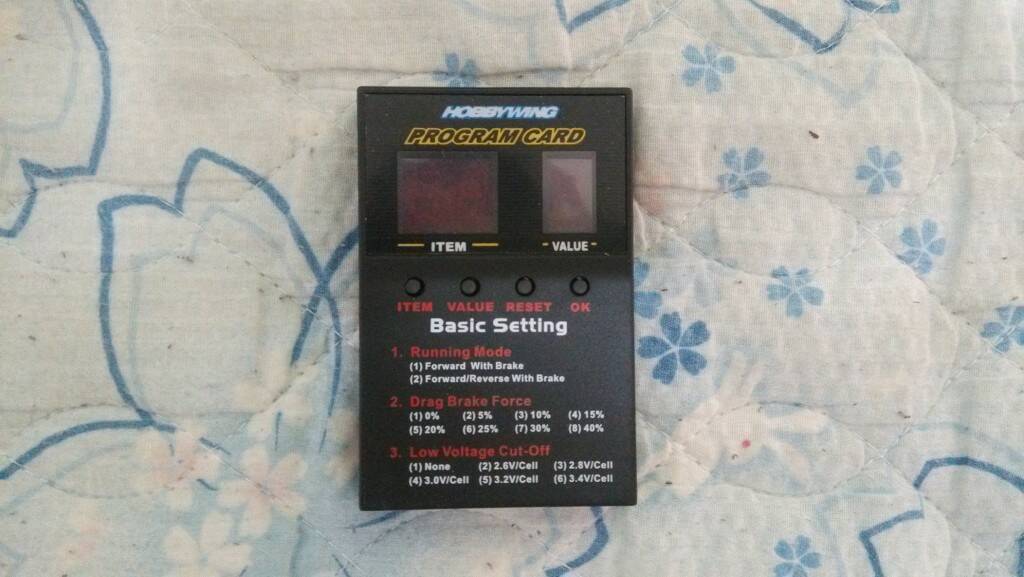 HOBBYWING
PROGRAM CARD
ITEM VALUE
ITEM VALUE RESET OK
Basic Setting
1. Running Mode
(1) Forward With Brake
(2) Forward/Reverse With Brake
2. Drag Brake Force
(1) 0% (2) 5% (3) 10% (4) 15%
(5) 20% (6) 25% (7) 30% (8) 40%
3. Low Voltage Cut-Off
(1) None (2) 2.6V/Cell (3) 2.8V/Cell
(4) 3.0V/Cell (5) 3.2V/Cell (6) 3.4V/Cell